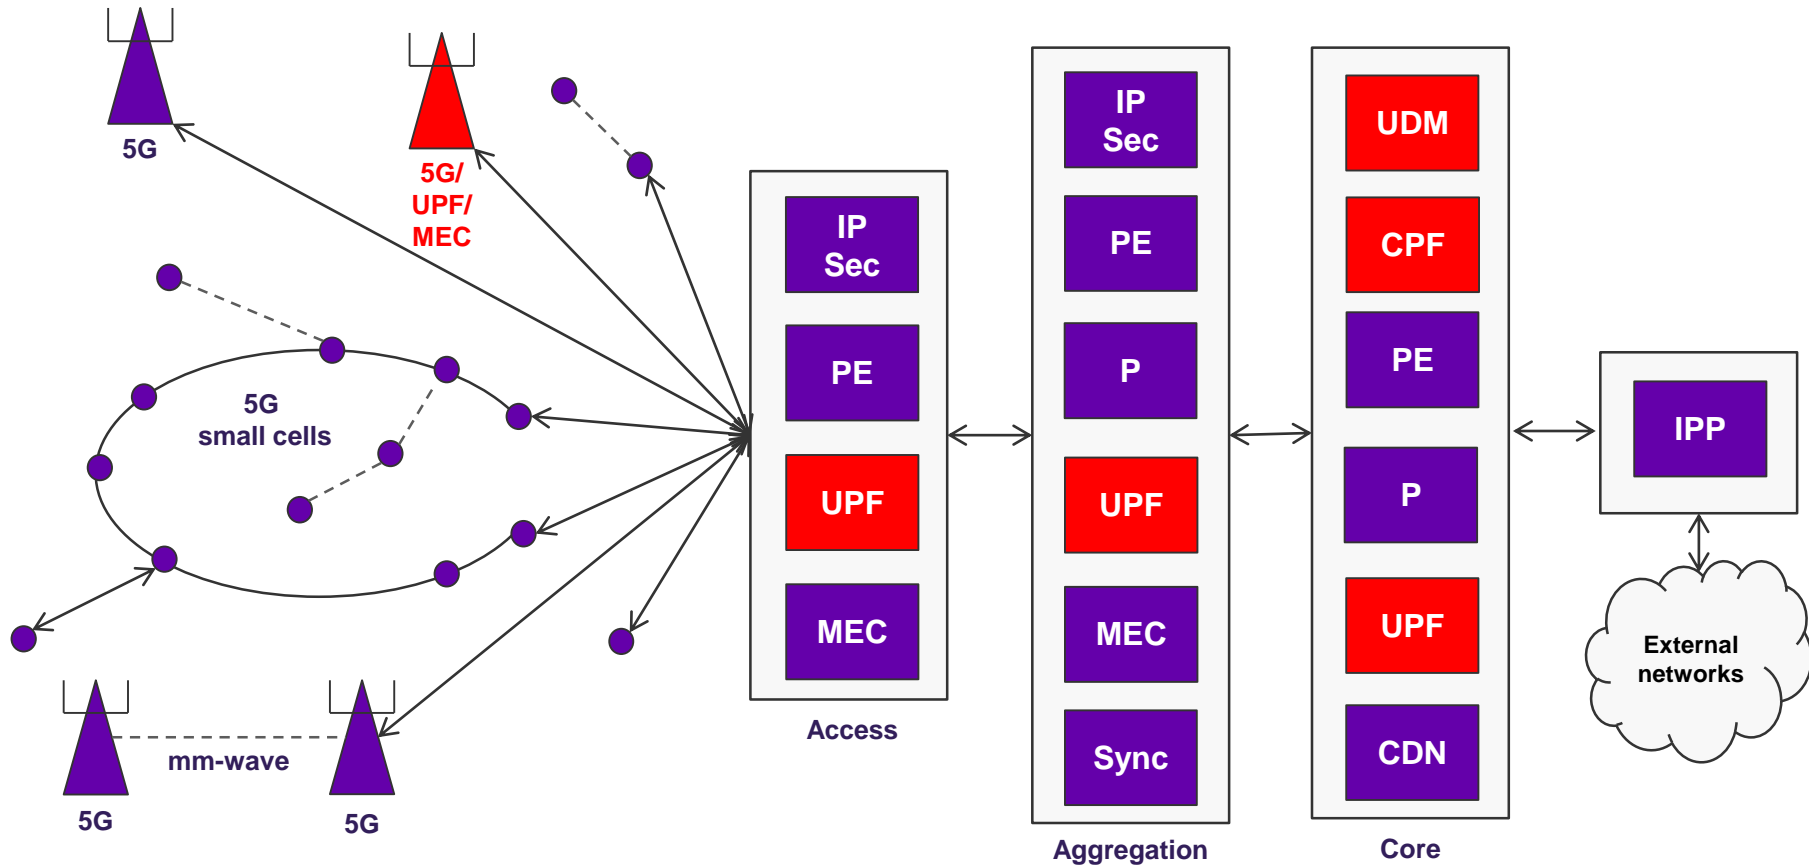 5G
5G/
UPF/
MEC
5G
small cells
mm-wave
5G
5G
IP
Sec
PE
UPF
MEC
Access
IP
Sec
PE
P
UPF
MEC
Sync
Aggregation
UDM
CPF
PE
P
UPF
CDN
Core
IPP
External
networks